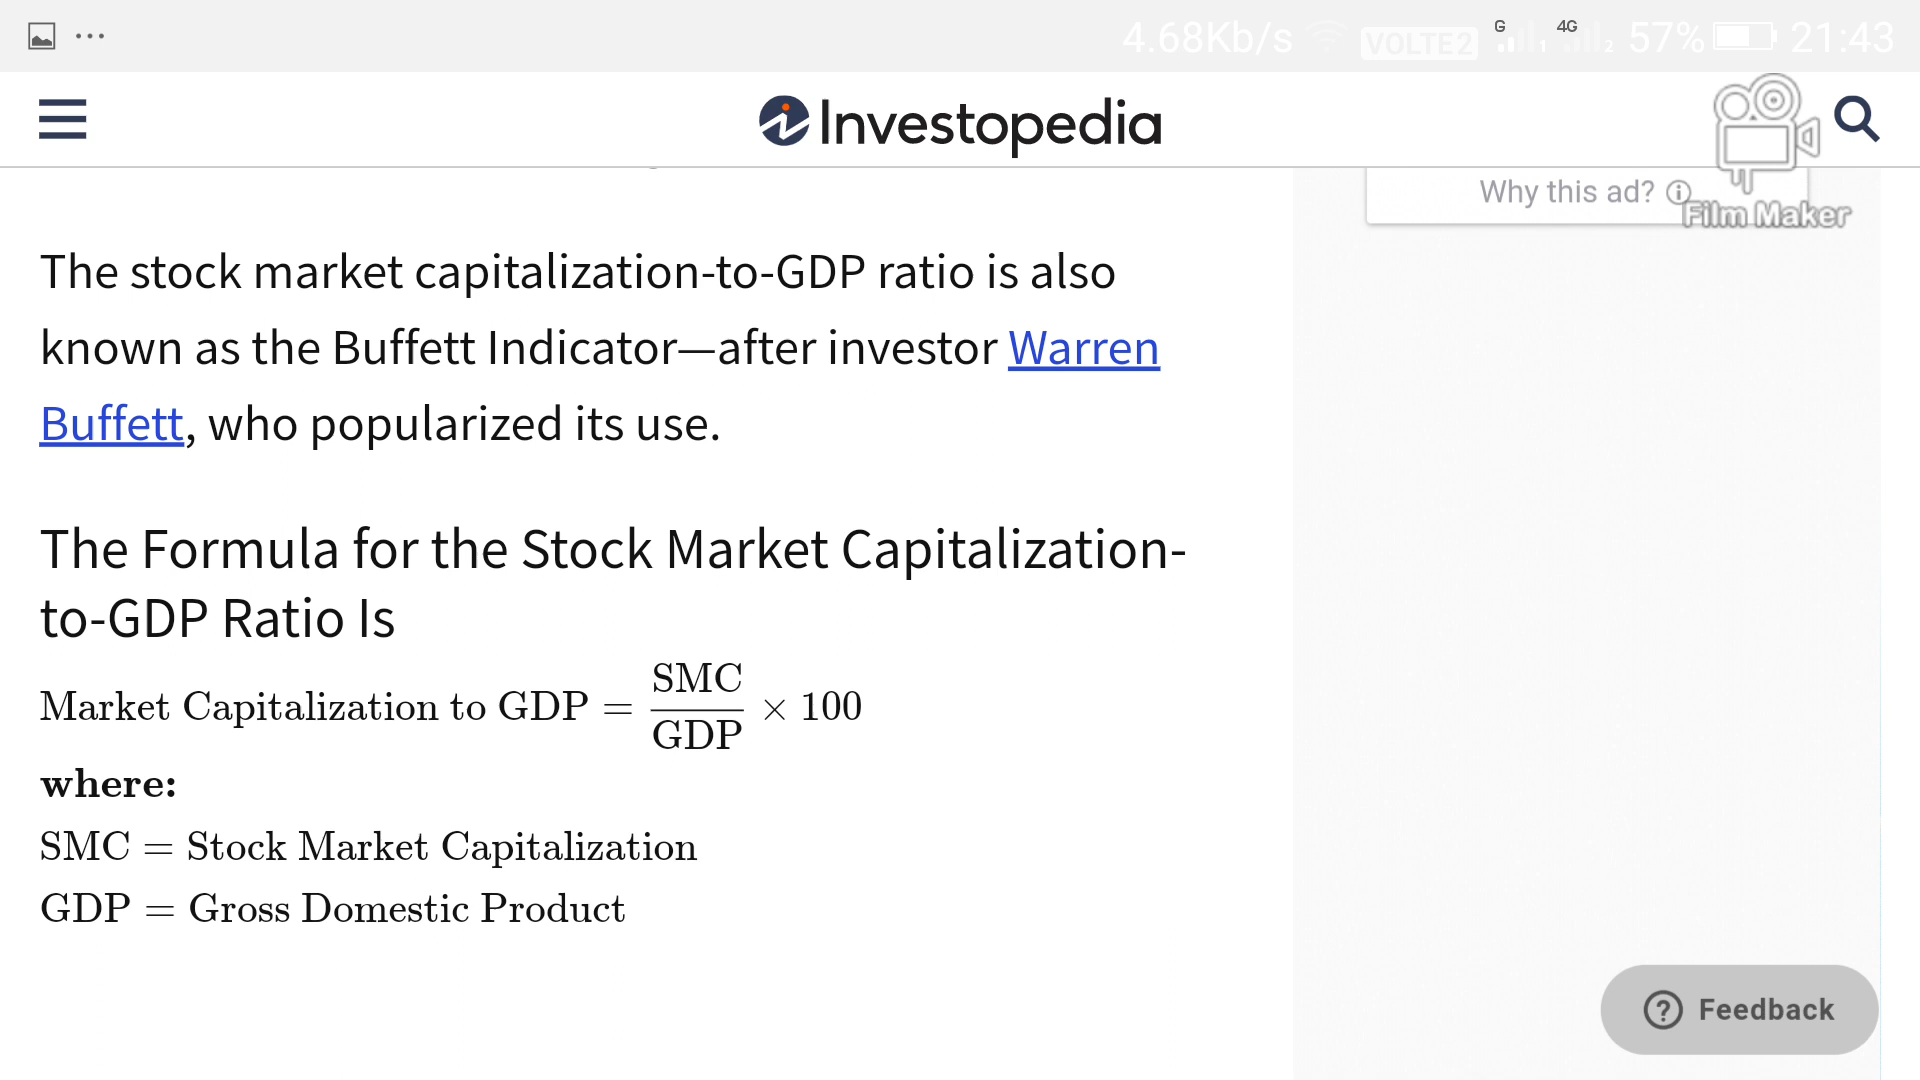 4.68Kb/s VOLTE2 G 1 4G 2 57% 21:43
Investopedia
Why this ad?
Film Maker
The stock market capitalization-to-GDP ratio is also
known as the Buffett Indicator—after investor Warren
Buffett, who popularized its use.
The Formula for the Stock Market Capitalization-
to-GDP Ratio Is
Market Capitalization to GDP = SMC/GDP × 100
where:
SMC = Stock Market Capitalization
GDP = Gross Domestic Product
Feedback